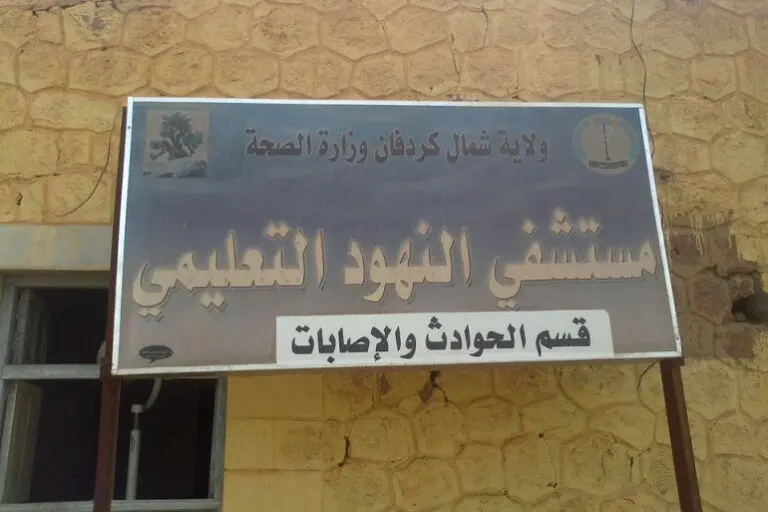 ولاية شمال كردفان وزارة الصحة
مستشفي النهود التعليمي
قسم الحوادث والإصابات